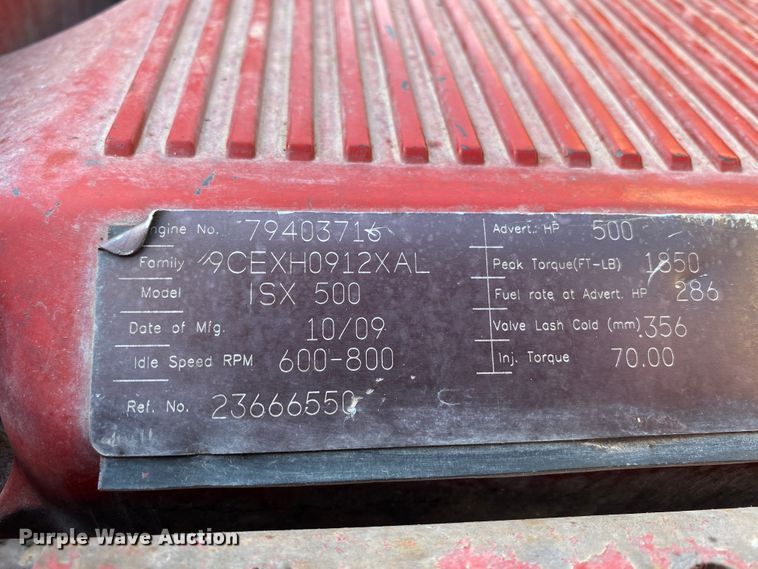 Engine No. 79403716
Family 9CEXH0912XAL
Model ISX 500
Date of Mfg. 10/09
Idle Speed RPM 600-800
Ref. No. 23666550
Advert. HP 500
Peak Torque(FT-LB) 1850
Fuel rate at Advert. HP 286
Valve Lash Cold (mm) .356
Inj. Torque 70.00
Purple Wave Auction